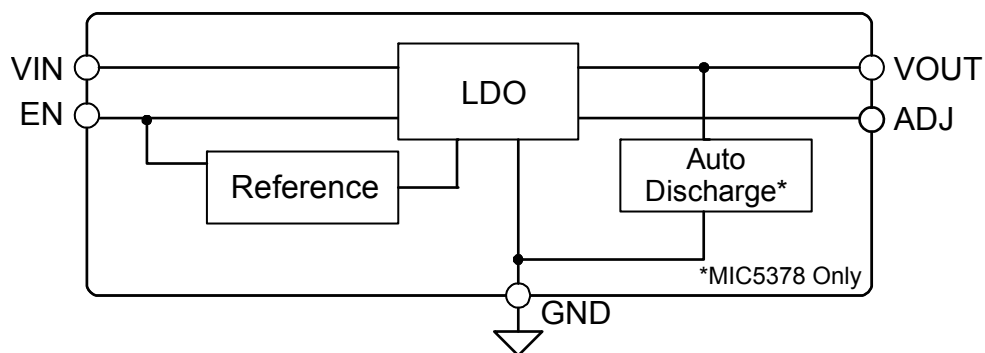 VIN
VOUT
LDO
EN
ADJ
Reference
Auto
Discharge*
*MIC5378 Only
GND